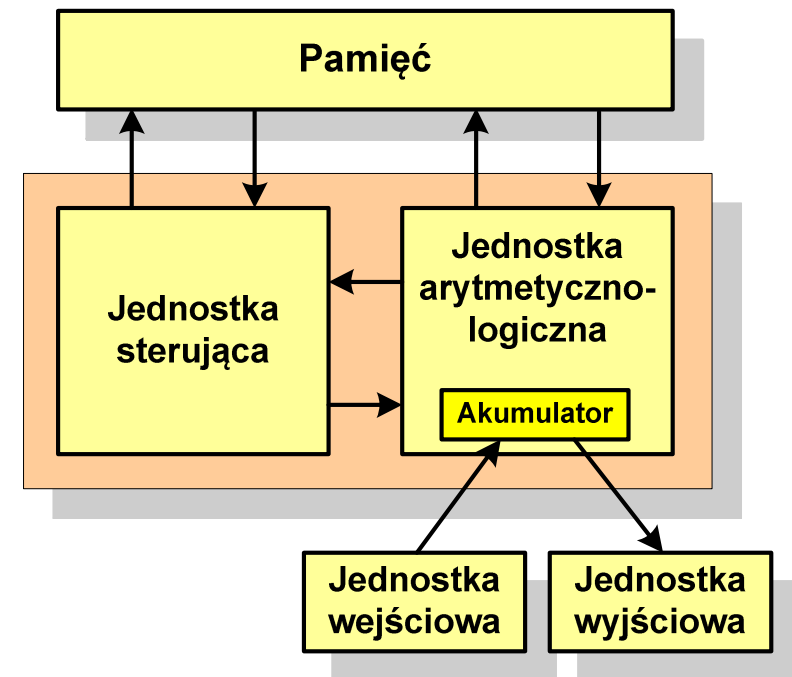 Pamięć
Jednostka
sterująca
Jednostka
arytmetyczno-
logiczna
Akumulator
Jednostka
wejściowa
Jednostka
wyjściowa